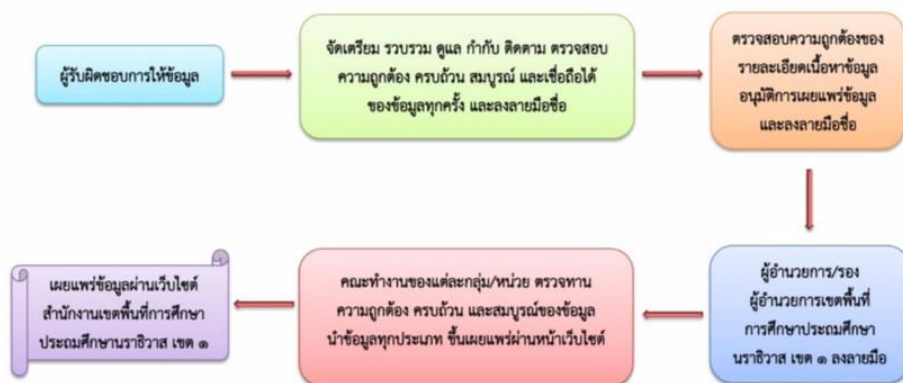 ผู้รับผิดชอบการให้ข้อมูล
จัดเตรียม รวบรวม ดูแล กำกับ ติดตาม ตรวจสอบ
ความถูกต้อง ครบถ้วน สมบูรณ์ และเชื่อถือได้
ของข้อมูลทุกครั้ง และลงลายมือชื่อ
ตรวจสอบความถูกต้องของ
รายละเอียดเนื้อหาข้อมูล
อนุมัติการเผยแพร่ข้อมูล
และลงลายมือชื่อ
ผู้อำนวยการ/รอง
ผู้อำนวยการเขตพื้นที่
การศึกษาประถมศึกษา
นราธิวาส เขต ๑ ลงลายมือ
คณะทำงานของแต่ละกลุ่ม/หน่วย ตรวจทาน
ความถูกต้อง ครบถ้วน และสมบูรณ์ของข้อมูล
นำข้อมูลทุกประเภท ขึ้นเผยแพร่ผ่านหน้าเว็บไซต์
เผยแพร่ข้อมูลผ่านเว็บไซต์
สำนักงานเขตพื้นที่การศึกษา
ประถมศึกษานราธิวาส เขต ๑